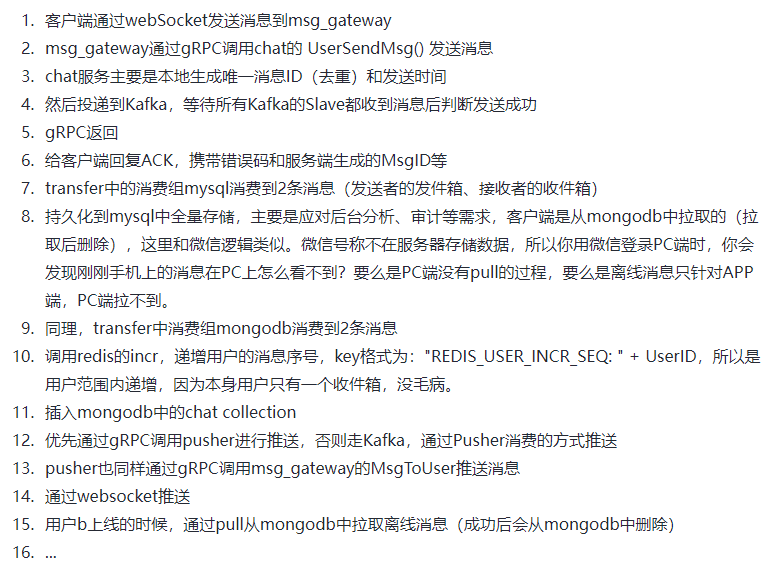 1. 客户端通过webSocket发送消息到msg_gateway
2. msg_gateway通过gRPC调用chat的 UserSendMsg() 发送消息
3. chat服务主要是本地生成唯一消息ID（去重）和发送时间
4. 然后投递到Kafka，等待所有Kafka的Slave都收到消息后判断发送成功
5. gRPC返回
6. 给客户端回复ACK，携带错误码和服务端生成的MsgID等
7. transfer中的消费组mysql消费到2条消息（发送者的发件箱、接收者的收件箱）
8. 持久化到mysql中全量存储，主要是应对后台分析、审计等需求，客户端是从mongodb中拉取的（拉
取后删除），这里和微信逻辑类似。微信号称不在服务器存储数据，所以你用微信登录PC端时，你会
发现刚刚手机上的消息在PC上怎么看不到？要么是PC端没有pull的过程，要么是离线消息只针对APP
端，PC端拉不到。
9. 同理，transfer中消费组mongodb消费到2条消息
10. 调用redis的incr，递增用户的消息序号，key格式为："REDIS_USER_INCR_SEQ: " + UserID，所以是
用户范围内递增，因为本身用户只有一个收件箱，没毛病。
11. 插入mongodb中的chat collection
12. 优先通过gRPC调用pusher进行推送，否则走Kafka，通过Pusher消费的方式推送
13. pusher也同样通过gRPC调用msg_gateway的MsgToUser推送消息
14. 通过websocket推送
15. 用户b上线的时候，通过pull从mongodb中拉取离线消息（成功后会从mongodb中删除）
16. ...